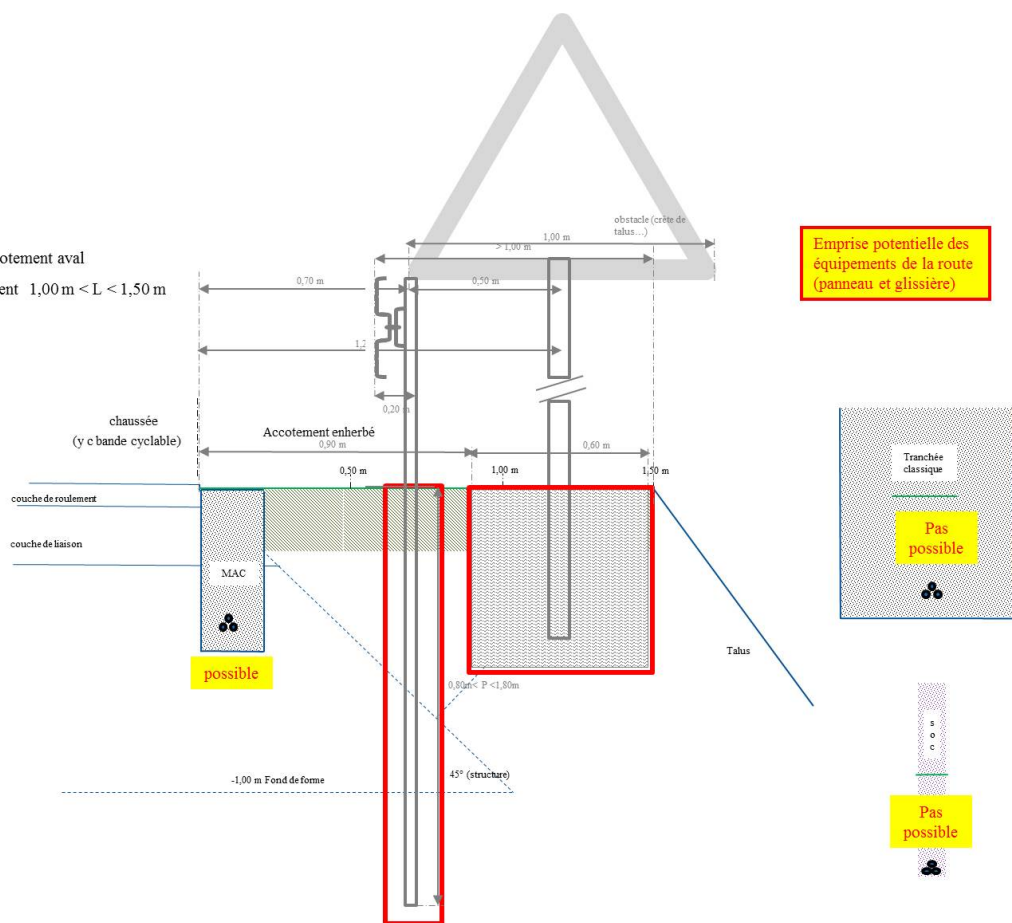 obstacle (crête de
talus…)
1,00 m
> 1,00 m
otement aval
ent 1,00 m < L < 1,50 m
0,70 m
0,50 m
Emprise potentielle des
équipements de la route
(panneau et glissière)
0,20 m
chaussée
(y c bande cyclable)
Accotement enherbé
0,90 m
0,60 m
0,50 m
1,00 m
1,50 m
couche de roulement
couche de liaison
MAC
possible
Tranchée
classique
Pas
possible
Talus
0,80m< P <1,80m
45° (structure)
-1,00 m Fond de forme
s
o
c
Pas
possible